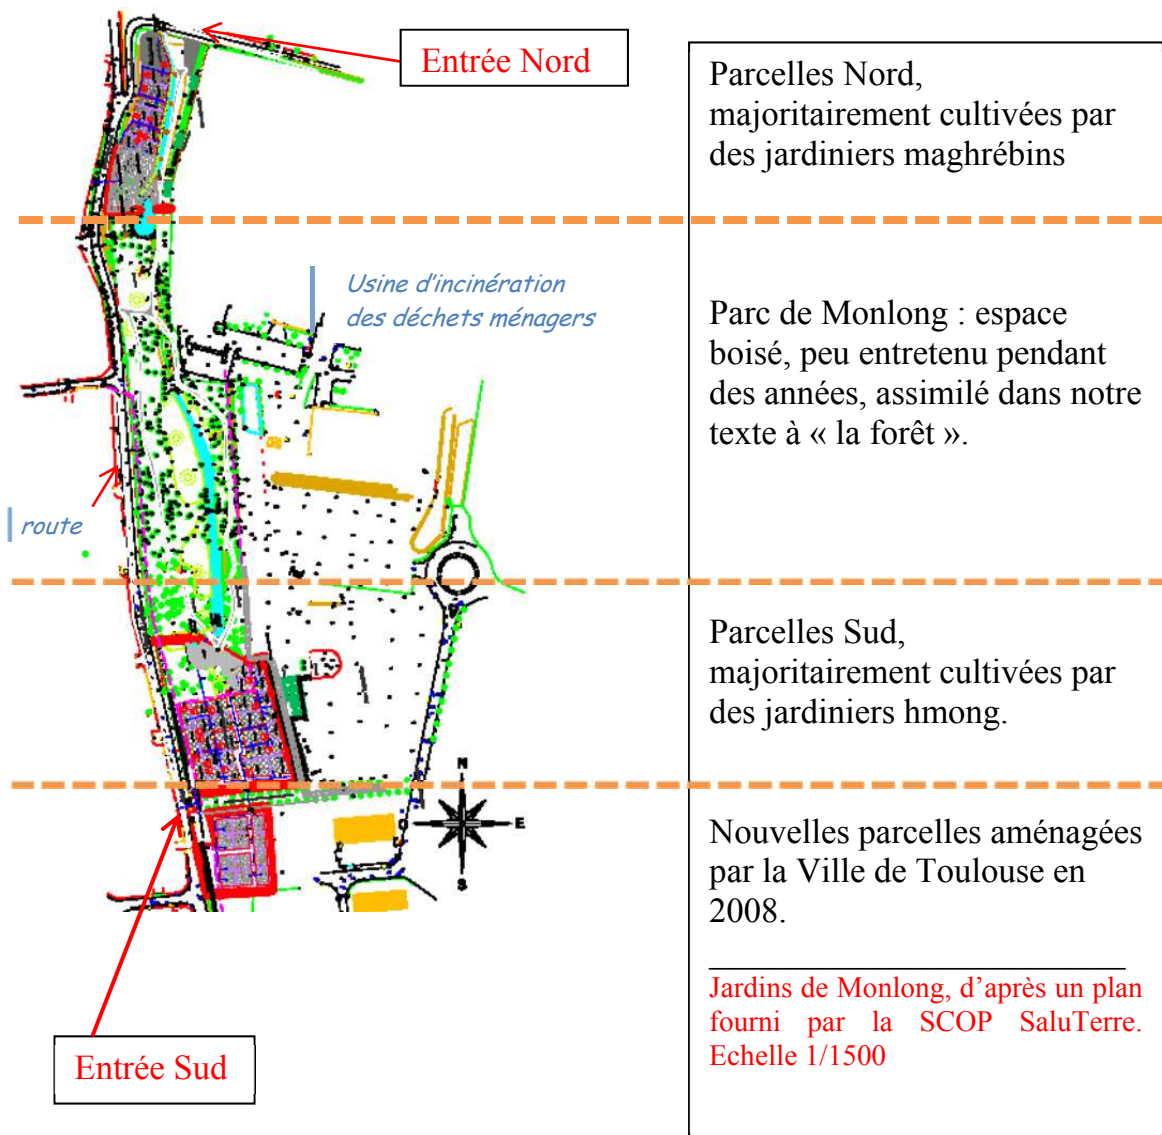 Entrée Nord
Parcelles Nord,
majoritairement cultivées par
des jardiniers maghrébins
Usine d'incinération
des déchets ménagers
Parc de Monlong : espace
boisé, peu entretenu pendant
des années, assimilé dans notre
texte à « la forêt ».
route
Parcelles Sud,
majoritairement cultivées par
des jardiniers hmong.
N
O
E
S
Nouvelles parcelles aménagées
par la Ville de Toulouse en
2008.
Jardins de Monlong, d'après un plan
fourni par la SCOP SaluTerre.
Echelle 1/1500
Entrée Sud